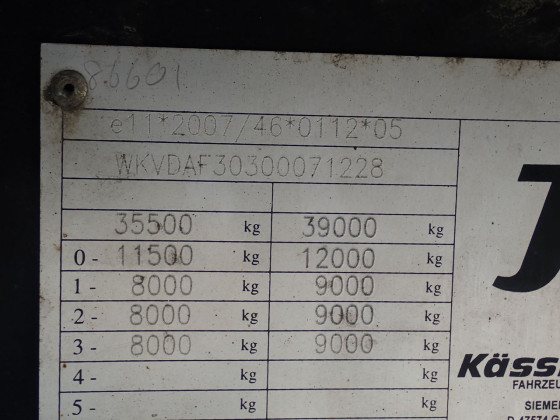 86601
e11*2007/46*0112*05
WKVDAF30300071228
35500 kg 39000 kg
0- 11500 kg 12000 kg
1- 8000 kg 9000 kg
2- 8000 kg 9000 kg
3- 8000 kg 9000 kg
4- kg kg
5- kg kg
J
Käss
FAHRZEU
SIEME